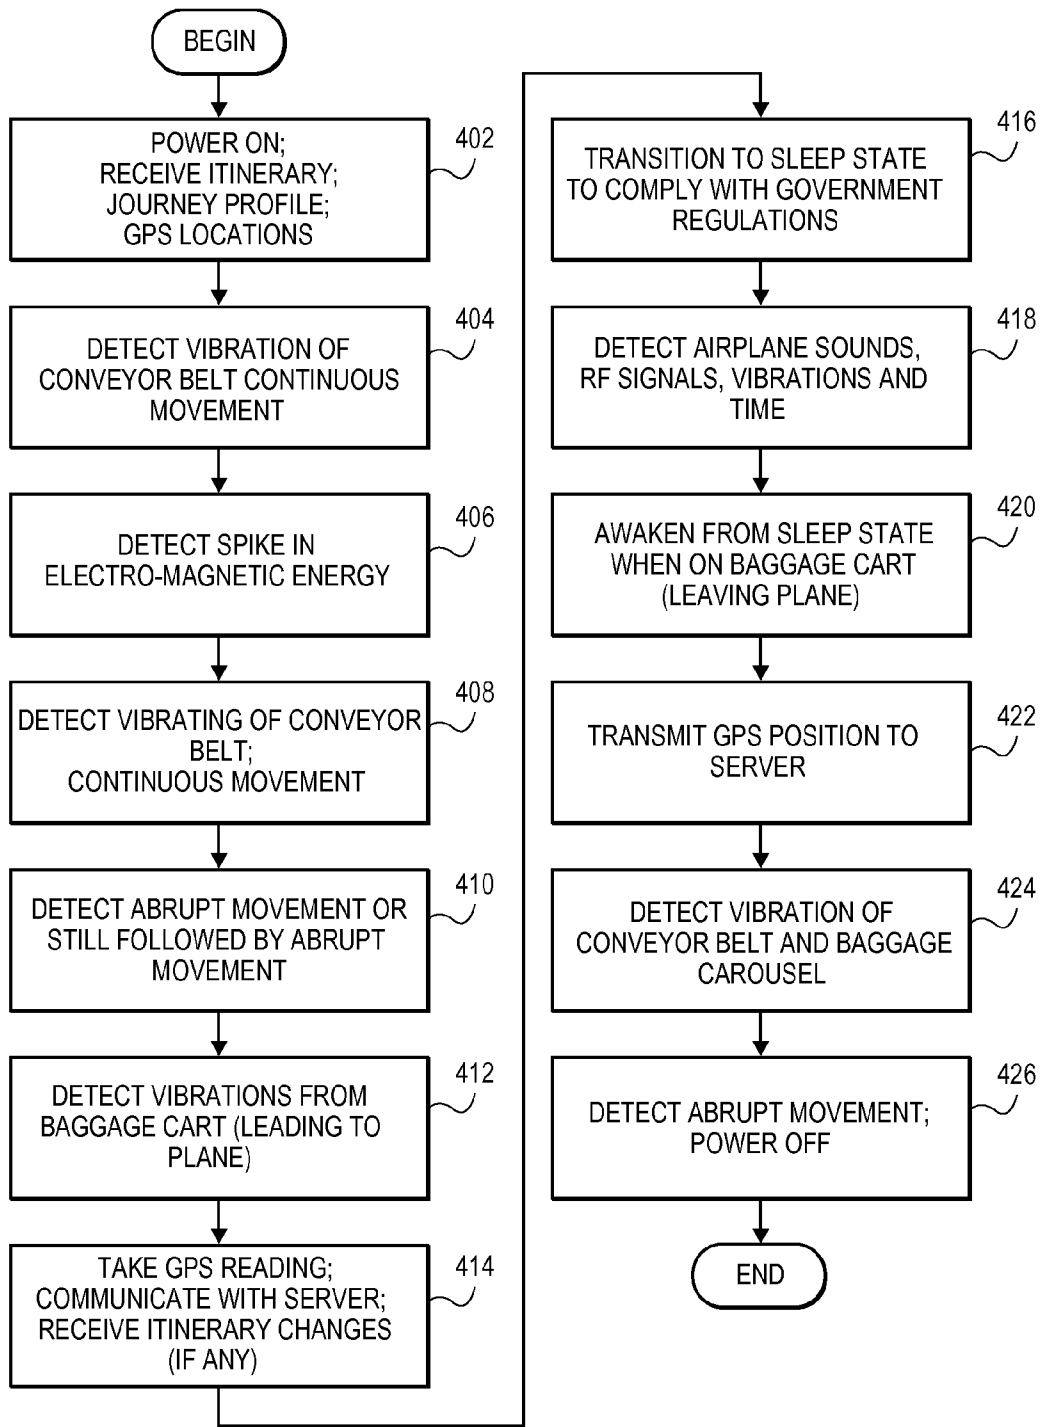 BEGIN
POWER ON;
RECEIVE ITINERARY;
JOURNEY PROFILE;
GPS LOCATIONS
402
DETECT VIBRATION OF
CONVEYOR BELT CONTINUOUS
MOVEMENT
404
DETECT SPIKE IN
ELECTRO-MAGNETIC ENERGY
406
DETECT VIBRATING OF CONVEYOR
BELT;
CONTINUOUS MOVEMENT
408
DETECT ABRUPT MOVEMENT OR
STILL FOLLOWED BY ABRUPT
MOVEMENT
410
DETECT VIBRATIONS FROM
BAGGAGE CART (LEADING TO
PLANE)
412
TAKE GPS READING;
COMMUNICATE WITH SERVER;
RECEIVE ITINERARY CHANGES
(IF ANY)
414
TRANSITION TO SLEEP STATE
TO COMPLY WITH GOVERNMENT
REGULATIONS
416
DETECT AIRPLANE SOUNDS,
RF SIGNALS, VIBRATIONS AND
TIME
418
AWAKEN FROM SLEEP STATE
WHEN ON BAGGAGE CART
(LEAVING PLANE)
420
TRANSMIT GPS POSITION TO
SERVER
422
DETECT VIBRATION OF
CONVEYOR BELT AND BAGGAGE
CAROUSEL
424
DETECT ABRUPT MOVEMENT;
POWER OFF
426
END